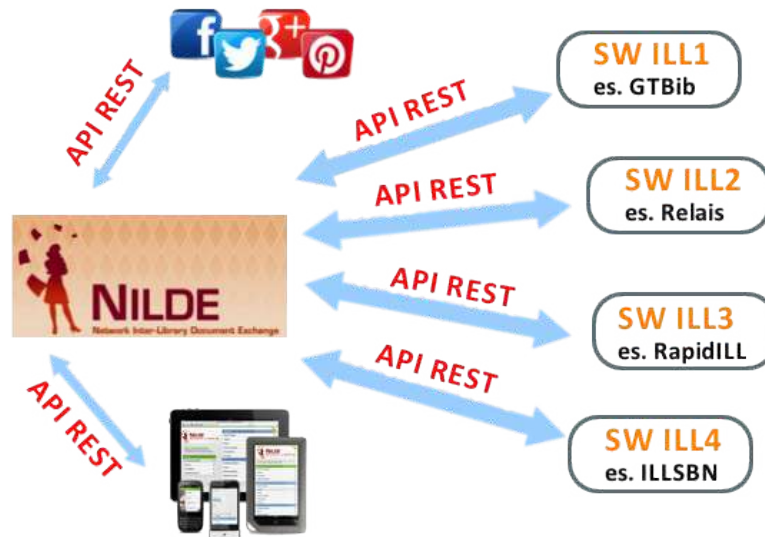 API REST
SW ILL1
es. GTBib
API REST
API REST
SW ILL2
es. Relais
NILDE
Network Inter-Library Document Exchange
API REST
SW ILL3
es. RapidILL
API REST
API REST
SW ILL4
es. ILLSBN